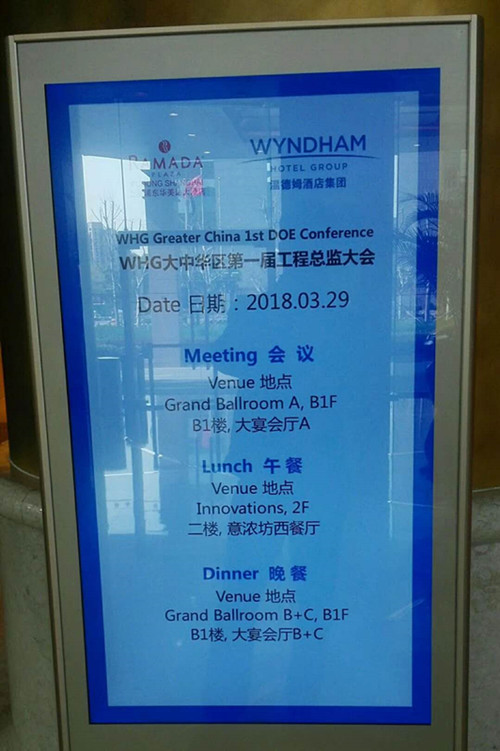 RAMADA
PLAZA
WYNDHAM
HOTEL GROUP
温德姆酒店集团
WHG Greater China 1st DOE Conference
WHG大中华区第一届工程总监大会
Date 日期：2018.03.29
Meeting 会 议
Venue 地点
Grand Ballroom A, B1F
B1楼, 大宴会厅A
Lunch 午 餐
Venue 地点
Innovations, 2F
二楼, 意浓坊西餐厅
Dinner 晚 餐
Venue 地点
Grand Ballroom B+C, B1F
B1楼, 大宴会厅B+C